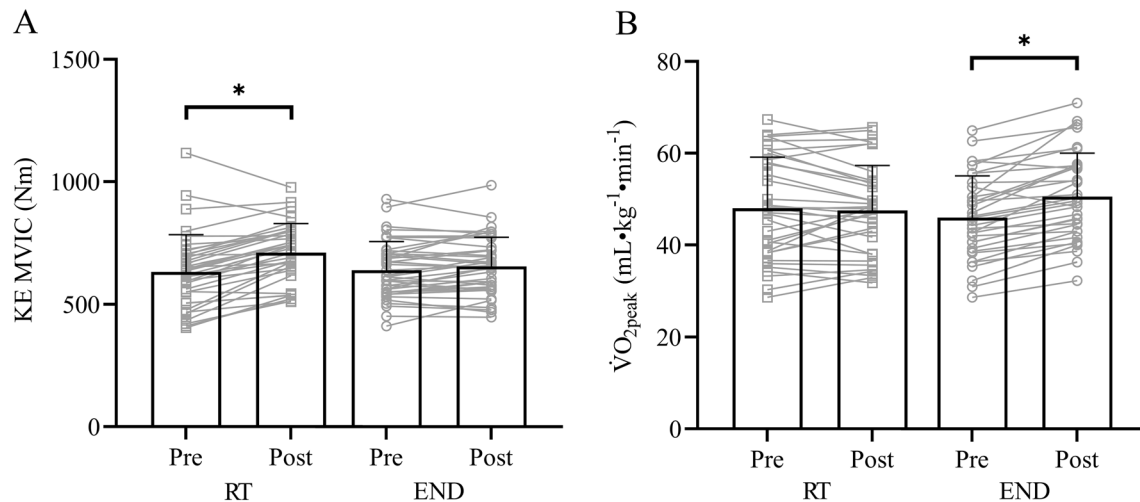 A
KE MVIC (Nm)
1500
1000
500
0
*
Pre Post Pre Post
RT END
B
V̇O₂peak (mL•kg⁻¹•min⁻¹)
80
60
40
20
0
*
Pre Post Pre Post
RT END